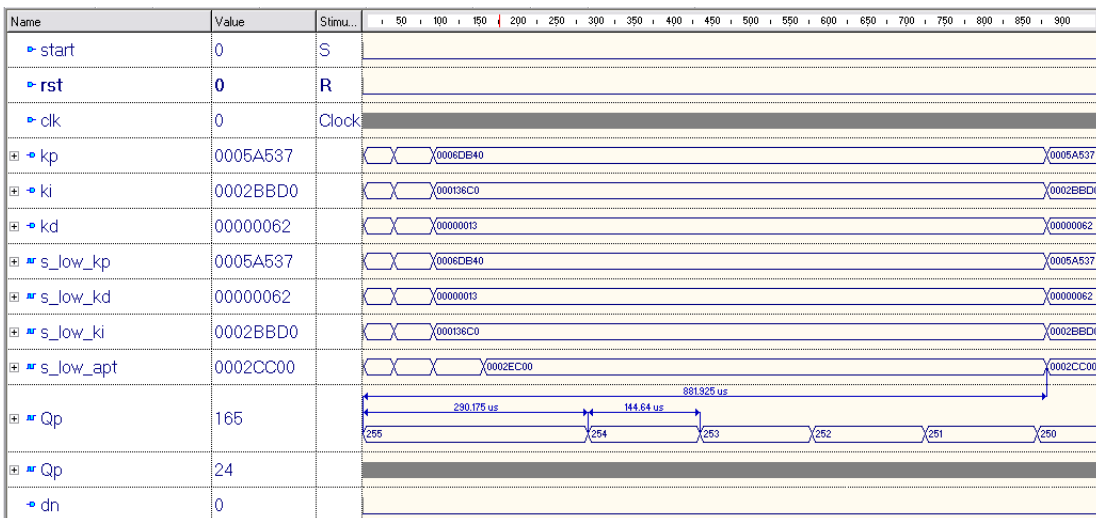 Name Value Stimu... 50 100 150 200 250 300 350 400 450 500 550 600 650 700 750 800 850 900
start 0 S
rst 0 R
clk 0 Clock
kp 0005A537 0006DB40 0005A537
ki 0002BBD0 000136C0 0002BBD0
kd 00000062 00000013 00000062
s_low_kp 0005A537 0006DB40 0005A537
s_low_kd 00000062 00000013 00000062
s_low_ki 0002BBD0 000136C0 0002BBD0
s_low_apt 0002CC00 0002EC00 0002CC00
881.925 us
290.175 us 144.64 us
Qp 165
255 254 253 252 251 250
Qp 24
dn 0